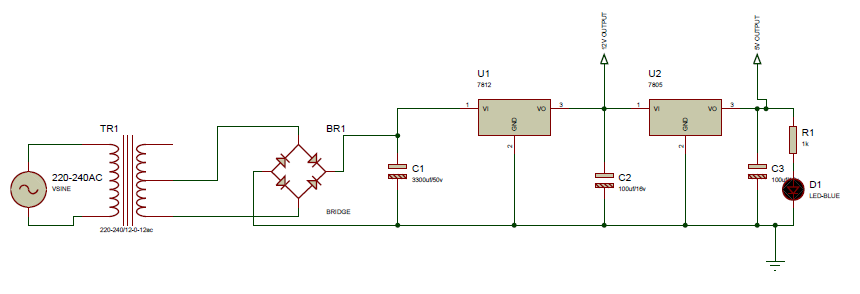 12V OUTPUT
5V OUTPUT
U1
7812
U2
7805
1
VI
VO
3
GND
2
1
VI
VO
3
GND
2
TR1
BR1
R1
1k
220-240AC
VSINE
C1
3300uf/50v
C2
100uf/16v
C3
D1
LED-BLUE
BRIDGE
220-240/12-0-12ac